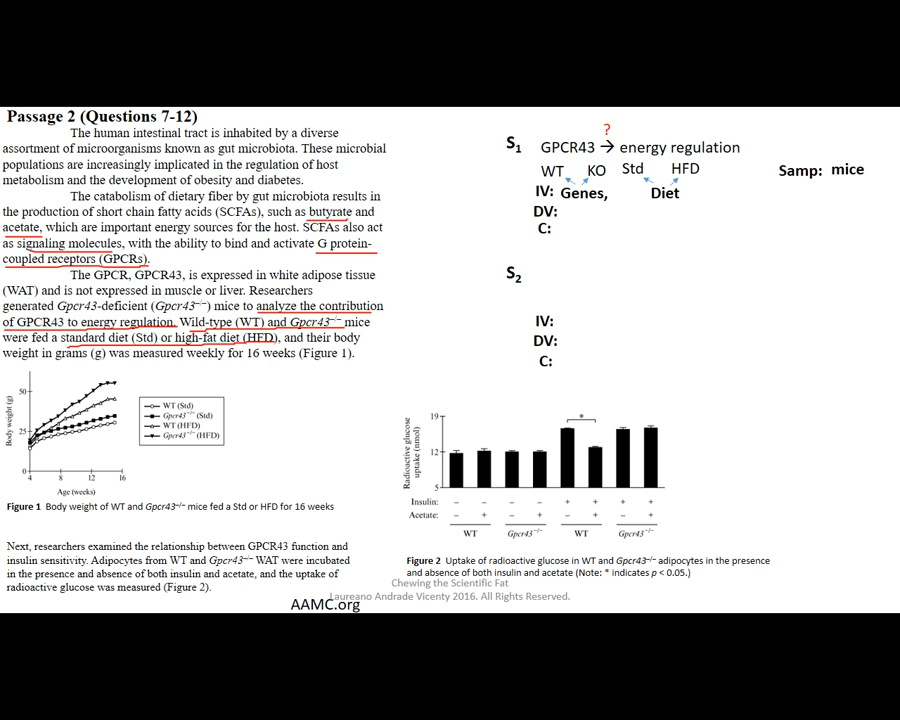 Passage 2 (Questions 7-12)
The human intestinal tract is inhabited by a diverse
assortment of microorganisms known as gut microbiota. These microbial
populations are increasingly implicated in the regulation of host
metabolism and the development of obesity and diabetes.
The catabolism of dietary fiber by gut microbiota results in
the production of short chain fatty acids (SCFAs), such as butyrate and
acetate, which are important energy sources for the host. SCFAs also act
as signaling molecules, with the ability to bind and activate G protein-
coupled receptors (GPCRs).
The GPCR, GPCR43, is expressed in white adipose tissue
(WAT) and is not expressed in muscle or liver. Researchers
generated Gpcr43-deficient (Gpcr43−/−) mice to analyze the contribution
of GPCR43 to energy regulation. Wild-type (WT) and Gpcr43−/− mice
were fed a standard diet (Std) or high-fat diet (HFD), and their body
weight in grams (g) was measured weekly for 16 weeks (Figure 1).
Body weight (g)
50
25
0
4 8 12 16
Age (weeks)
WT (Std)
Gpcr43−/− (Std)
WT (HFD)
Gpcr43−/− (HFD)
Figure 1 Body weight of WT and Gpcr43−/− mice fed a Std or HFD for 16 weeks
Next, researchers examined the relationship between GPCR43 function and
insulin sensitivity. Adipocytes from WT and Gpcr43−/− WAT were incubated
in the presence and absence of both insulin and acetate, and the uptake of
radioactive glucose was measured (Figure 2).
AAMC.org
?
S1 GPCR43 → energy regulation
WT KO Std HFD Samp: mice
IV: Genes, Diet
DV:
C:
S2
IV:
DV:
C:
Radioactive glucose
uptake (nmol)
19
12
5
*
Insulin: − − − − + + + +
Acetate: − + − + − + − +
WT Gpcr43−/− WT Gpcr43−/−
Figure 2 Uptake of radioactive glucose in WT and Gpcr43−/− adipocytes in the presence
and absence of both insulin and acetate (Note: * indicates p < 0.05.)
Chewing the Scientific Fat
Laureano Andrade Vicenty 2016. All Rights Reserved.